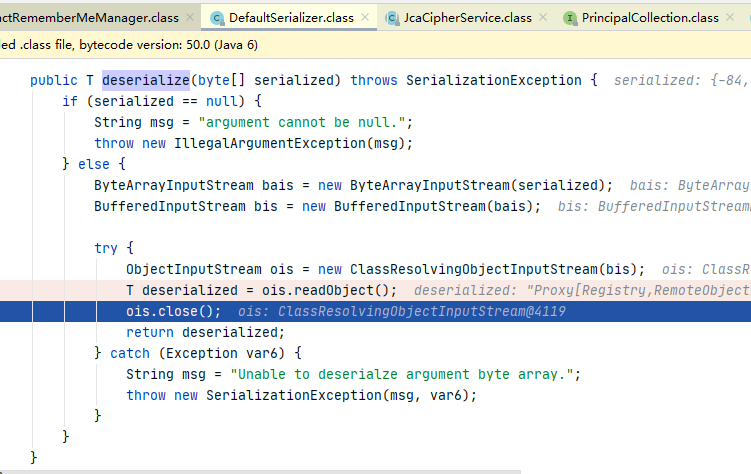 actRememberMeManager.class DefaultSerializer.class JcaCipherService.class PrincipalCollection.class
led .class file, bytecode version: 50.0 (Java 6)
public T deserialize(byte[] serialized) throws SerializationException { serialized: {-84,
if (serialized == null) {
String msg = "argument cannot be null.";
throw new IllegalArgumentException(msg);
} else {
ByteArrayInputStream bais = new ByteArrayInputStream(serialized); bais: ByteArray
BufferedInputStream bis = new BufferedInputStream(bais); bis: BufferedInputStream
try {
ObjectInputStream ois = new ClassResolvingObjectInputStream(bis); ois: ClassR
T deserialized = ois.readObject(); deserialized: "Proxy[Registry,RemoteObject
ois.close(); ois: ClassResolvingObjectInputStream@4119
return deserialized;
} catch (Exception var6) {
String msg = "Unable to deserialze argument byte array.";
throw new SerializationException(msg, var6);
}
}
}